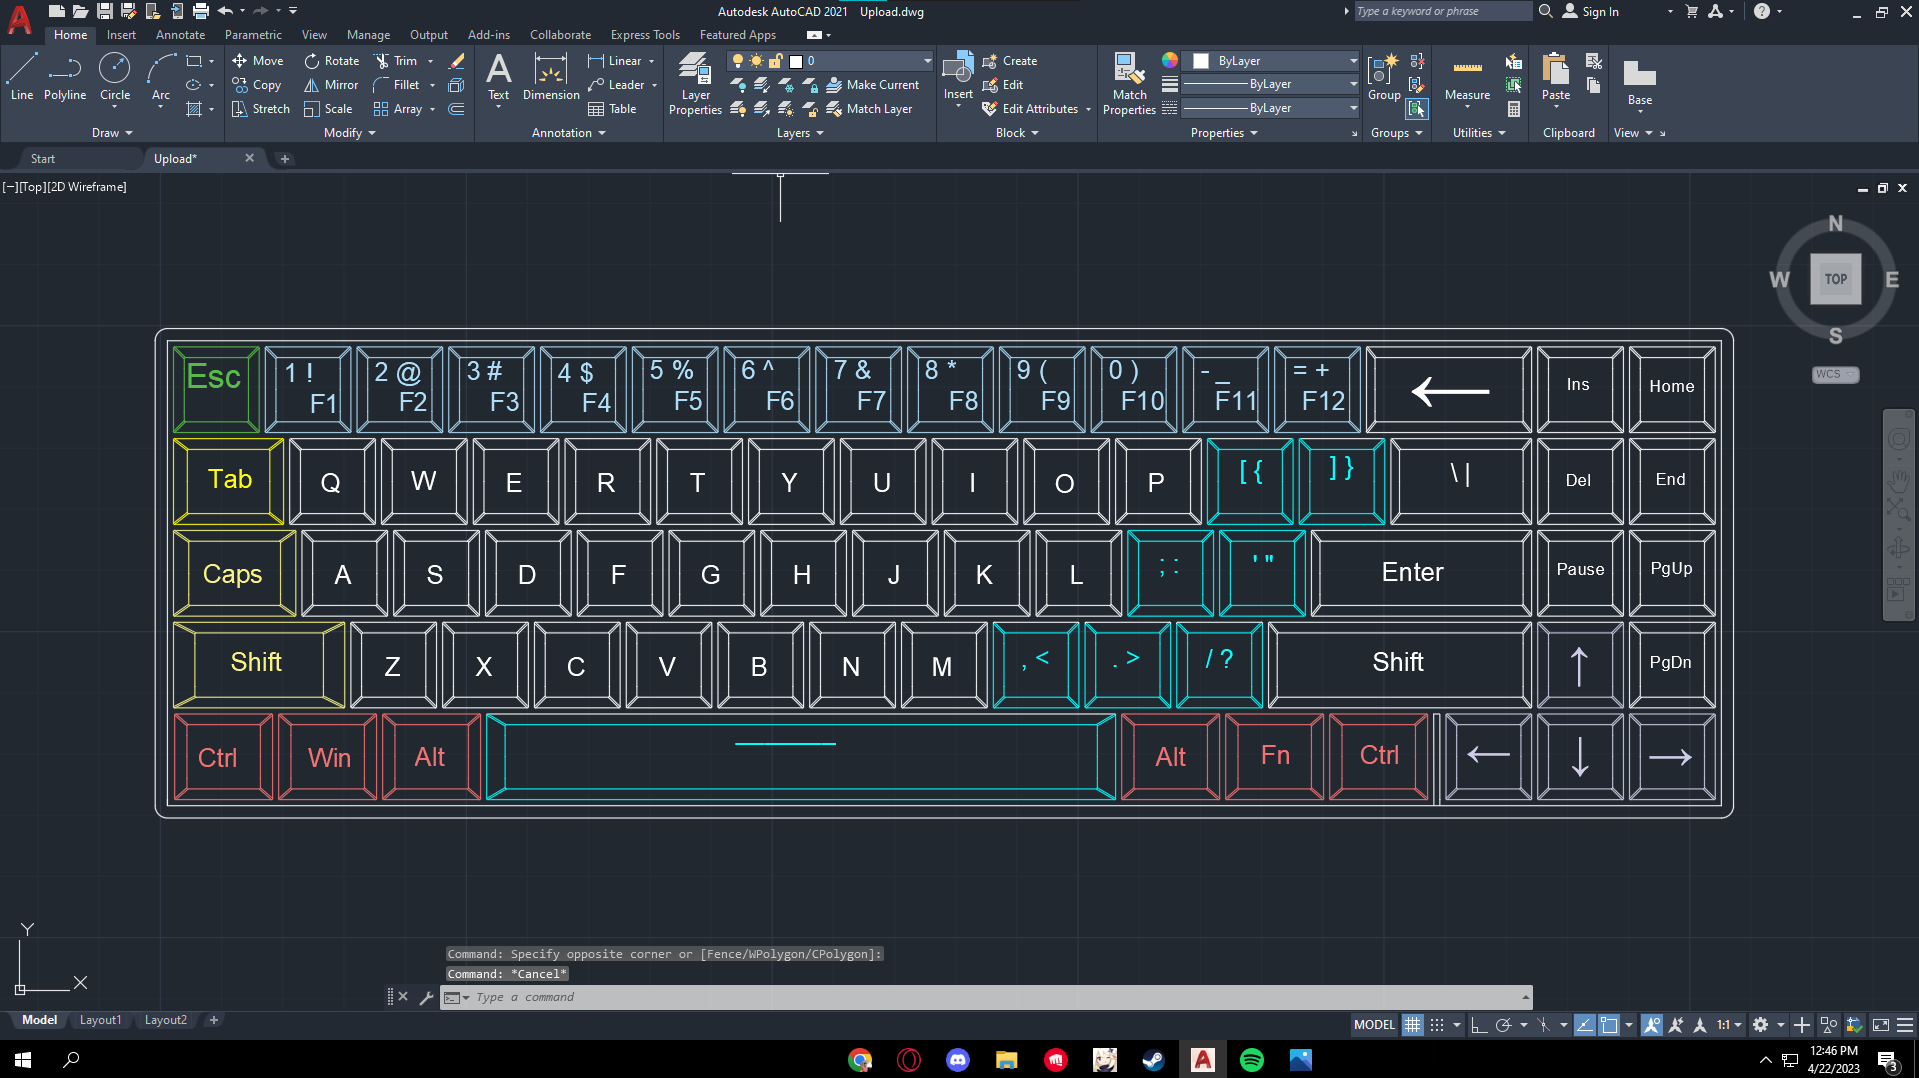 Autodesk AutoCAD 2021 Upload.dwg
Type a keyword or phrase
Sign In
Home Insert Annotate Parametric View Manage Output Add-ins Collaborate Express Tools Featured Apps
Line Polyline Circle Arc
Move Rotate Trim
Copy Mirror Fillet
Stretch Scale Array
Text Dimension
Linear
Leader
Table
Layer
Properties
0
Make Current
Match Layer
Insert
Create
Edit
Edit Attributes
Match
Properties
ByLayer
ByLayer
ByLayer
Group
Measure
Paste
Base
Draw Modify Annotation Layers Block Properties Groups Utilities Clipboard View
Start Upload*
[−][Top][2D Wireframe]
N
W TOP E
S
WCS
Esc 1 ! 2 @ 3 # 4 $ 5 % 6 ^ 7 & 8 * 9 ( 0 ) - _ = + ← Ins Home
F1 F2 F3 F4 F5 F6 F7 F8 F9 F10 F11 F12
Tab Q W E R T Y U I O P [ { ] } \ | Del End
Caps A S D F G H J K L ; : ' " Enter Pause PgUp
Shift Z X C V B N M , < . > / ? Shift ↑ PgDn
Ctrl Win Alt Alt Fn Ctrl ← ↓ →
Y
X
Command: Specify opposite corner or [Fence/WPolygon/CPolygon]:
Command: *Cancel*
Type a command
Model Layout1 Layout2
MODEL 1:1
12:46 PM
4/22/2023
3